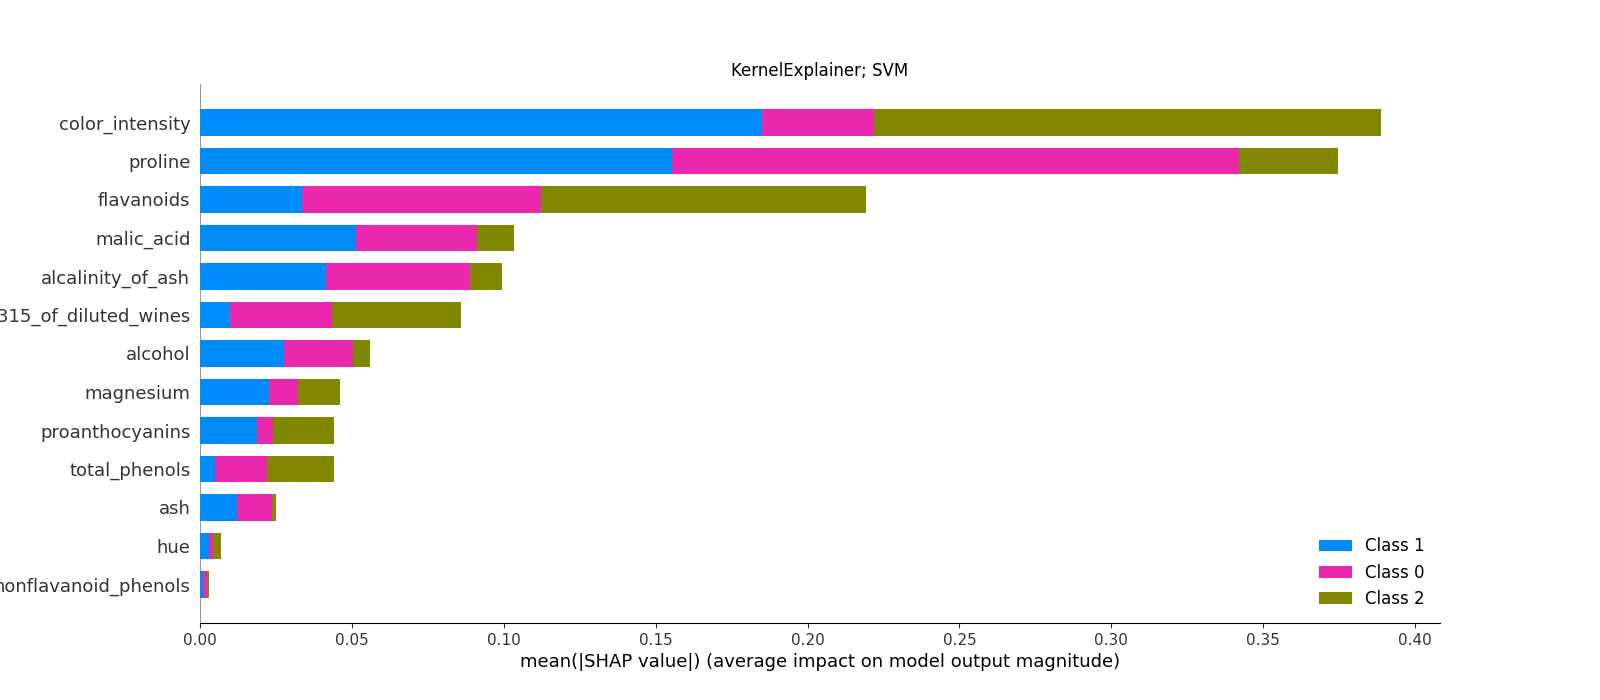 KernelExplainer; SVM
color_intensity
proline
flavanoids
malic_acid
alcalinity_of_ash
315_of_diluted_wines
alcohol
magnesium
proanthocyanins
total_phenols
ash
hue
nonflavanoid_phenols
Class 1
Class 0
Class 2
0.00 0.05 0.10 0.15 0.20 0.25 0.30 0.35 0.40
mean(|SHAP value|) (average impact on model output magnitude)